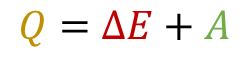 Q = ΔE + A